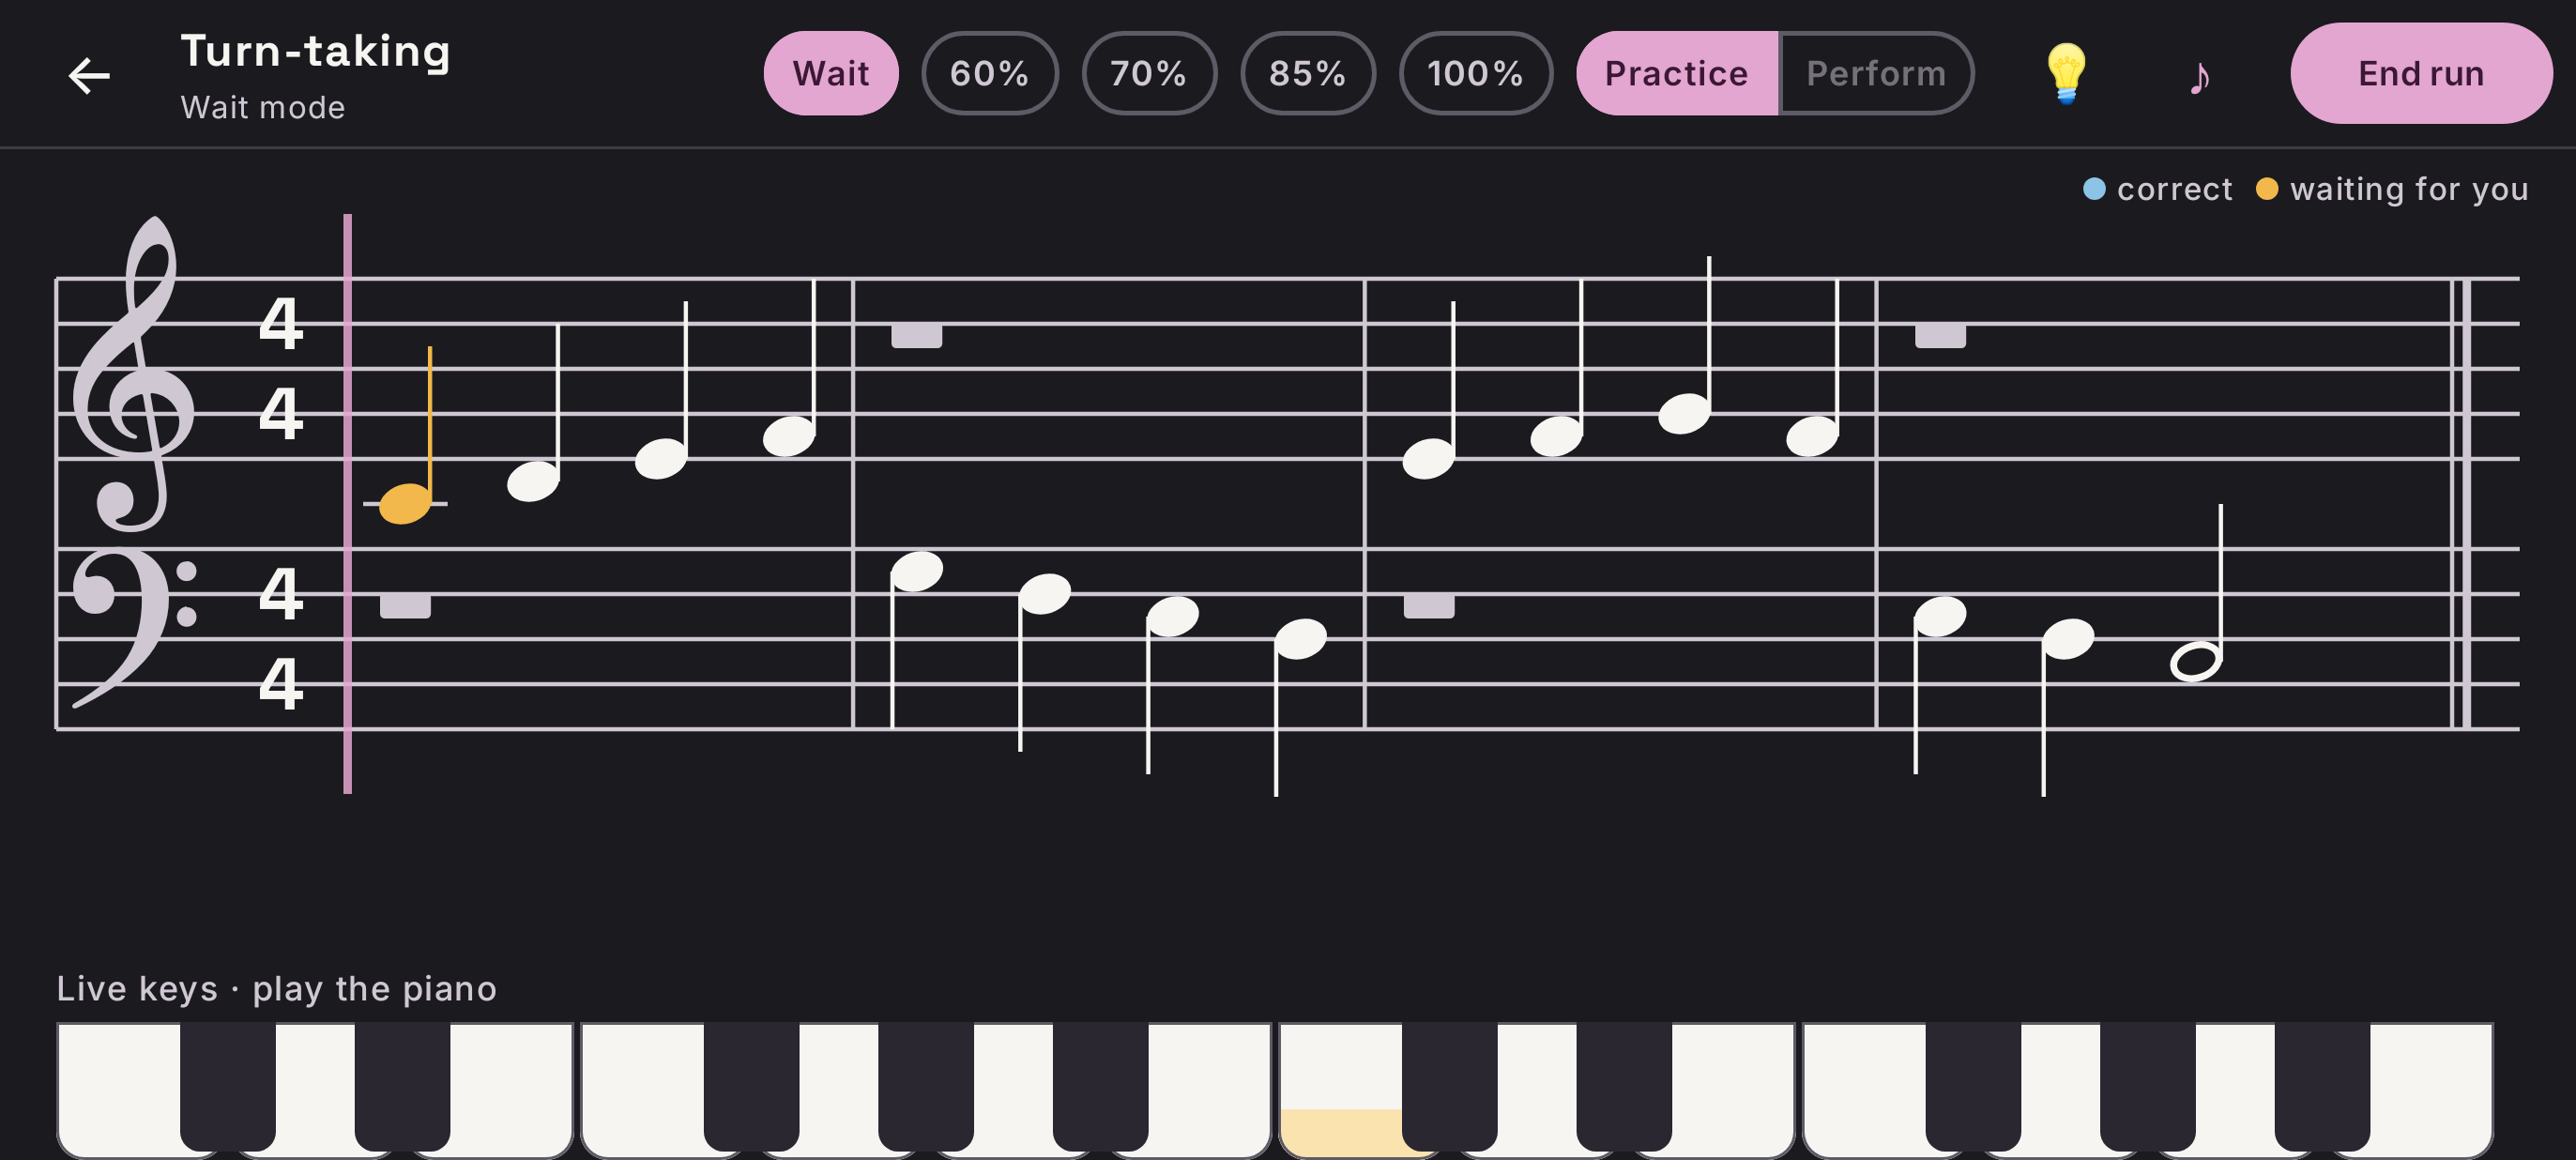 Turn-taking
Wait mode
Wait
60%
70%
85%
100%
Practice
Perform
End run
correct
waiting for you
4
4
4
4
Live keys · play the piano